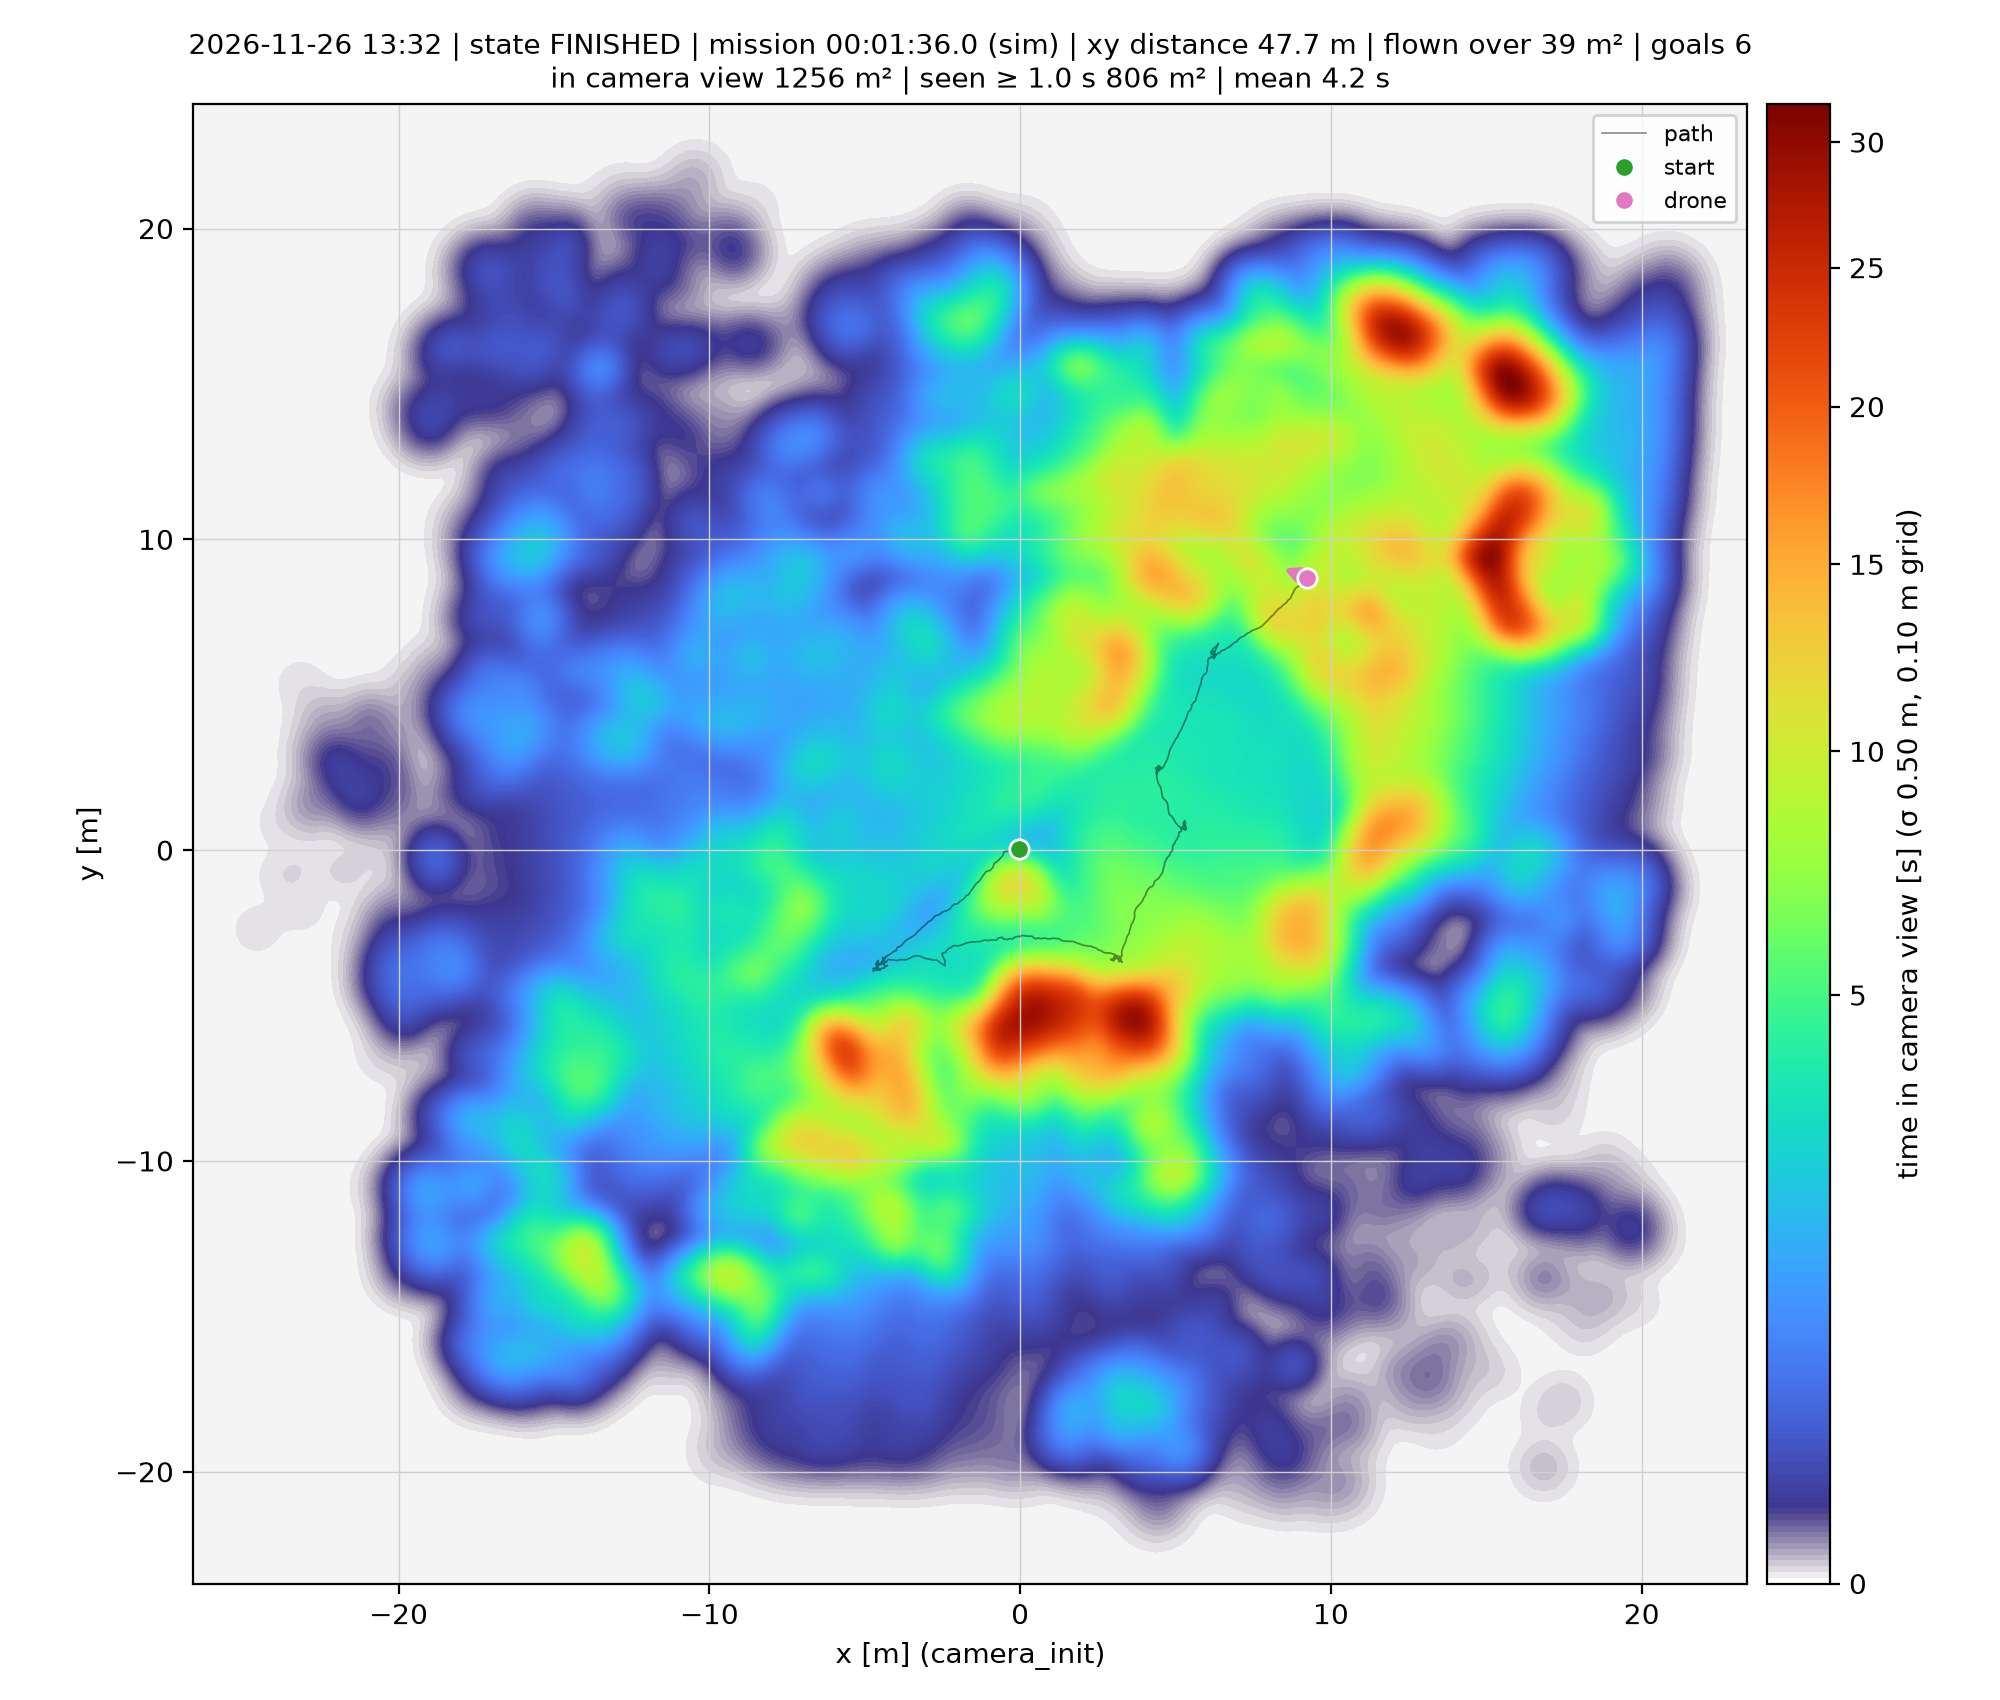 2026-11-26 13:32 | state FINISHED | mission 00:01:36.0 (sim) | xy distance 47.7 m | flown over 39 m² | goals 6
in camera view 1256 m² | seen ≥ 1.0 s 806 m² | mean 4.2 s
path
start
drone
20
10
0
−10
−20
y [m]
−20
−10
0
10
20
x [m] (camera_init)
30
25
20
15
10
5
0
time in camera view [s] (σ 0.50 m, 0.10 m grid)